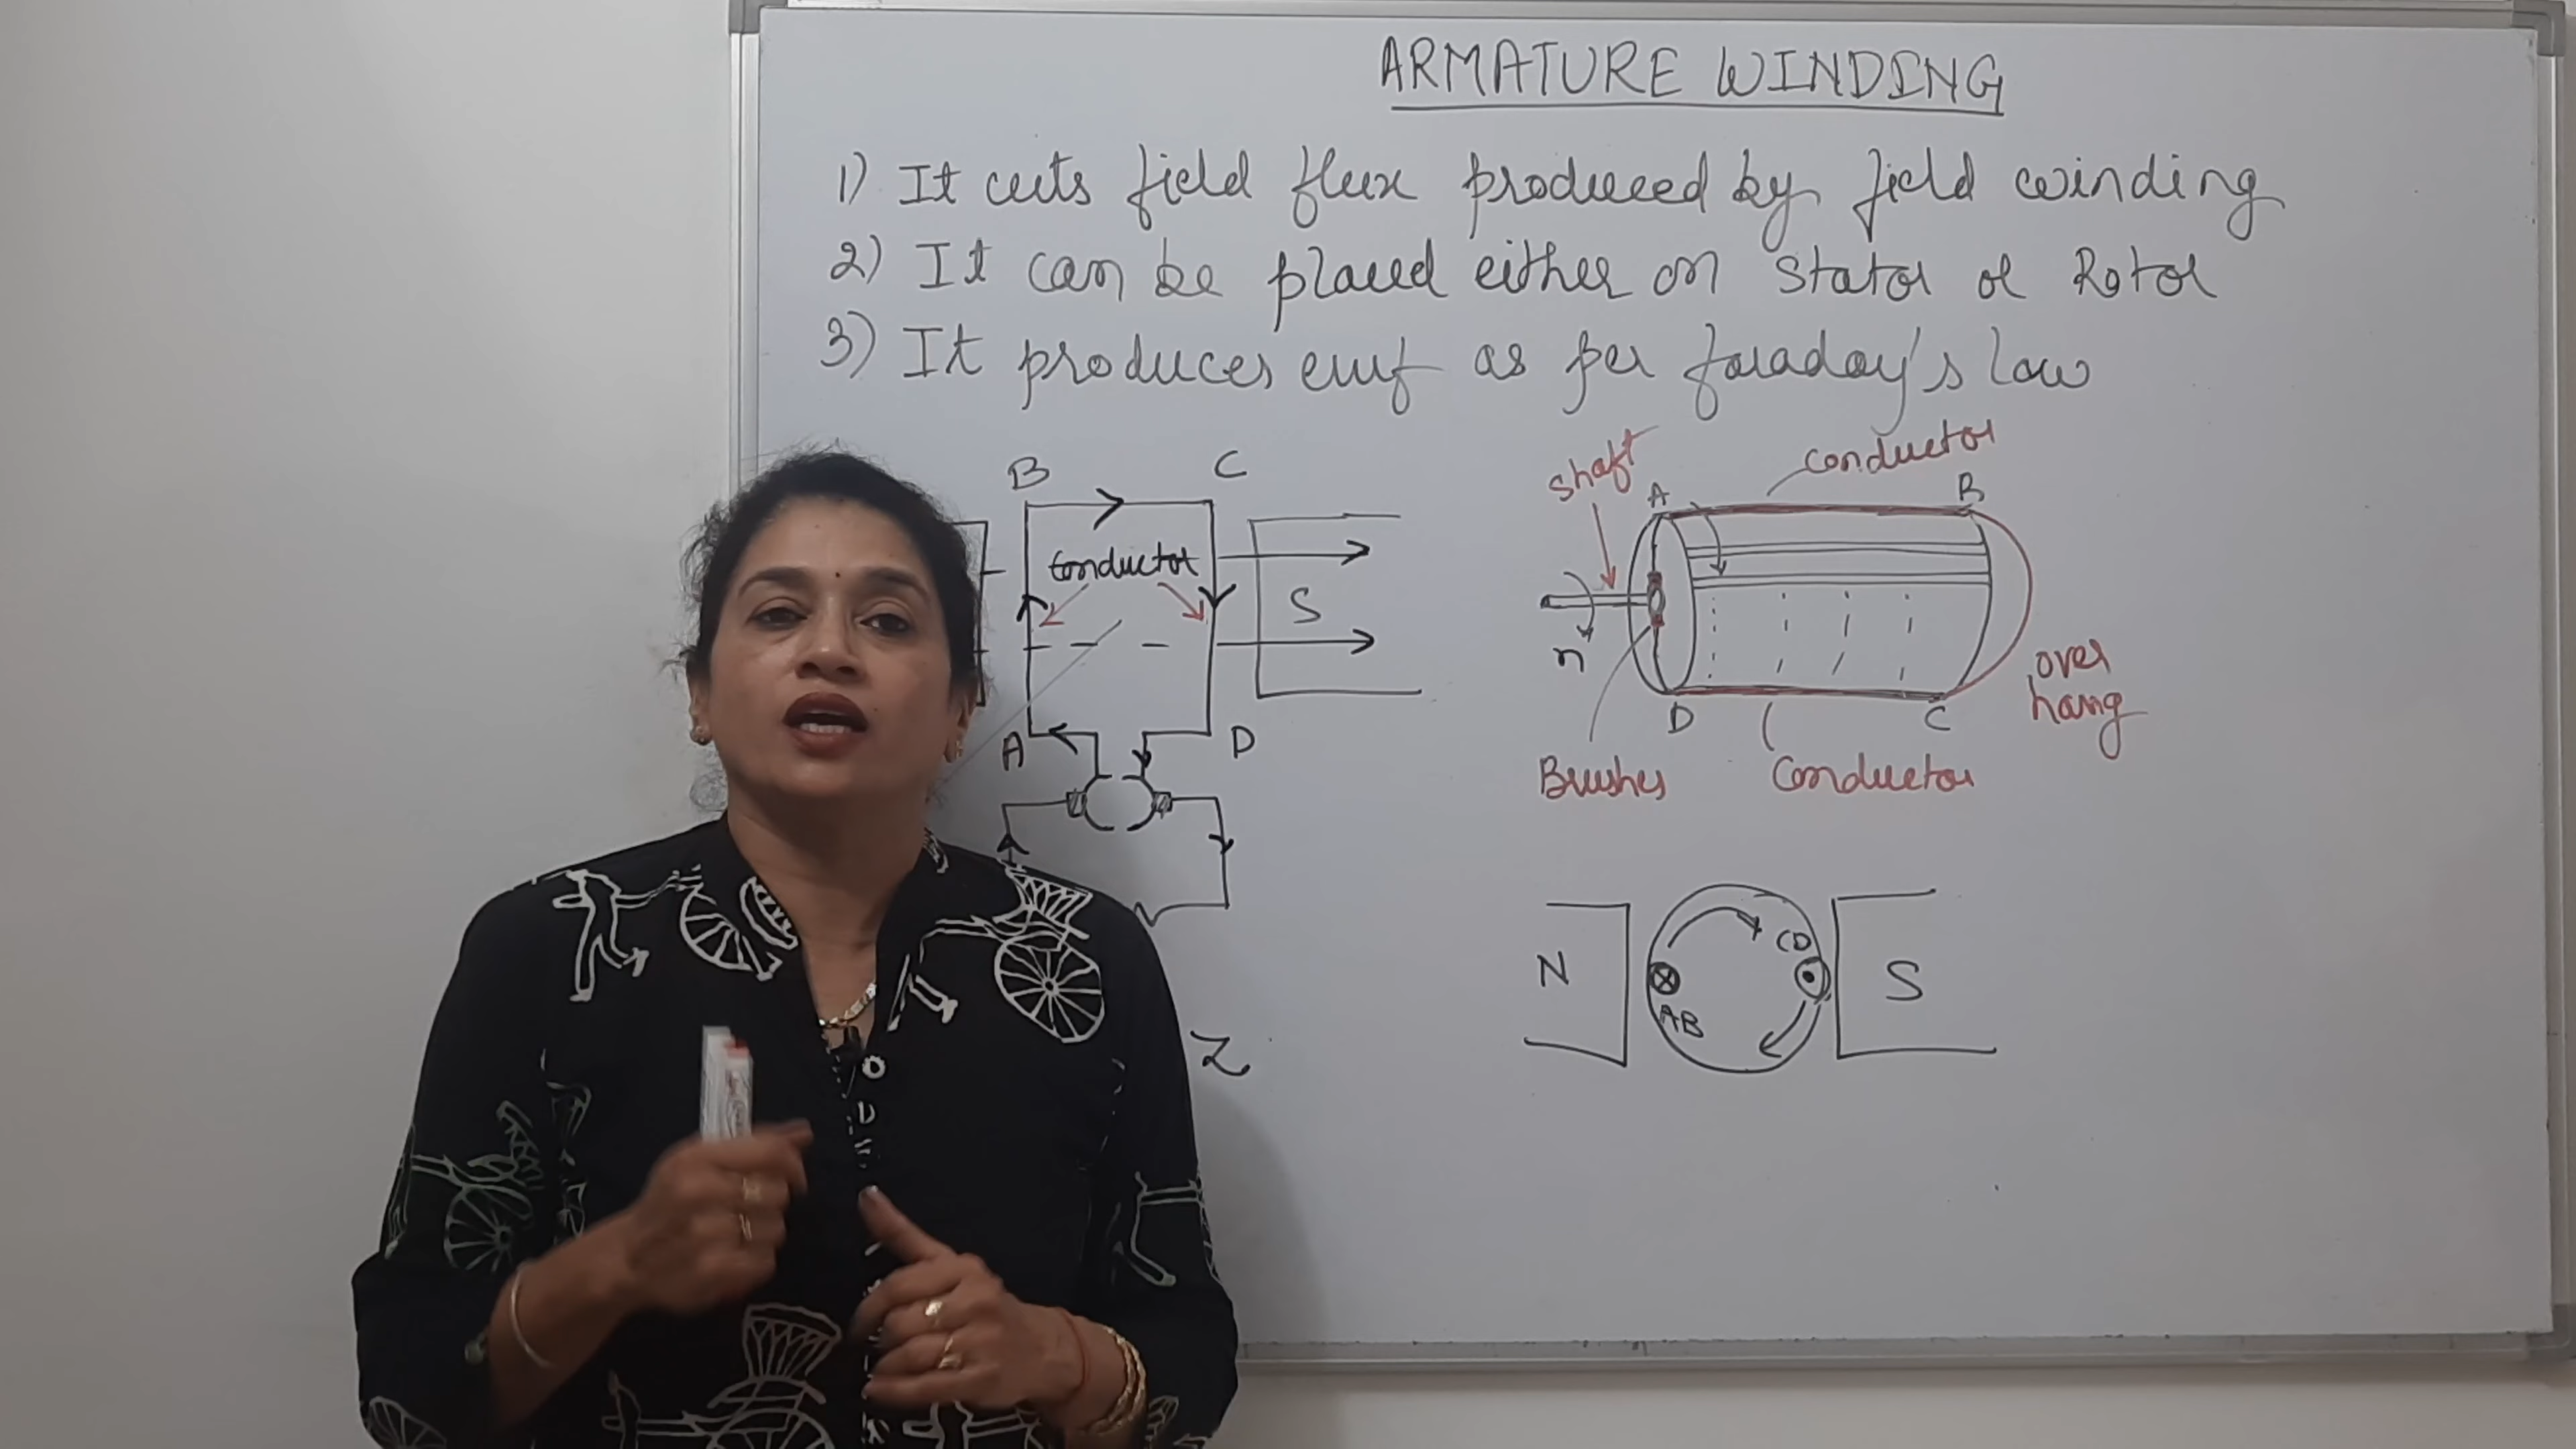 ARMATURE WINDING
1) It cuts field flux produced by field winding
2) It can be placed either on Stator or Rotor
3) It produces emf as per faraday's law
B C
conductor
S
A D
Z
shaft
conductor
A B
n
over
hang
D C
Brushes
Conductor
N
CD
S
AB